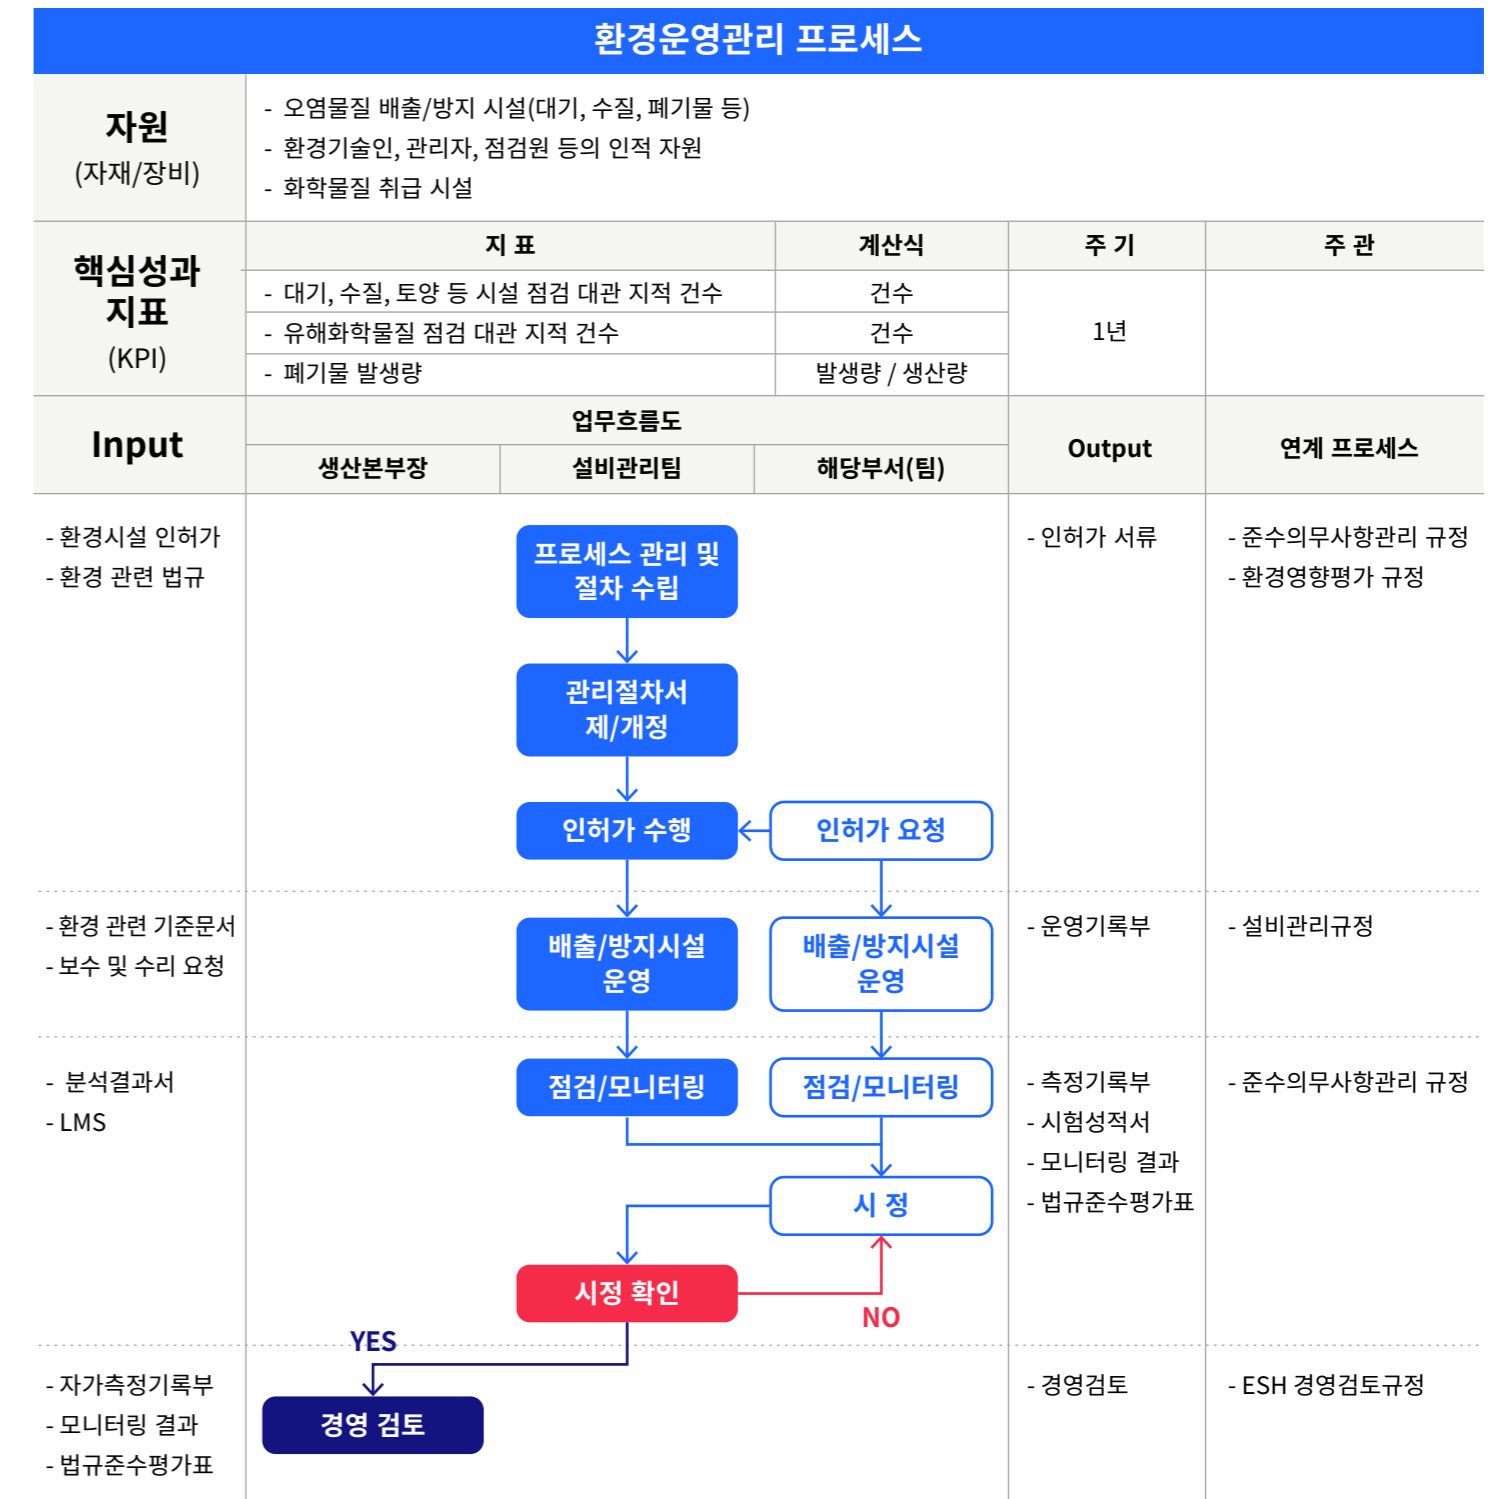 환경운영관리 프로세스
자원
(자재/장비)
- 오염물질 배출/방지 시설(대기, 수질, 폐기물 등)
- 환경기술인, 관리자, 점검원 등의 인적 자원
- 화학물질 취급 시설
핵심성과
지표
(KPI)
지 표
계산식
주 기
주 관
- 대기, 수질, 토양 등 시설 점검 대관 지적 건수
건수
- 유해화학물질 점검 대관 지적 건수
건수
- 폐기물 발생량
발생량 / 생산량
1년
Input
업무흐름도
생산본부장
설비관리팀
해당부서(팀)
Output
연계 프로세스
- 환경시설 인허가
- 환경 관련 법규
프로세스 관리 및
절차 수립
관리절차서
제/개정
인허가 수행
인허가 요청
- 인허가 서류
- 준수의무사항관리 규정
- 환경영향평가 규정
- 환경 관련 기준문서
- 보수 및 수리 요청
배출/방지시설
운영
배출/방지시설
운영
- 운영기록부
- 설비관리규정
- 분석결과서
- LMS
점검/모니터링
점검/모니터링
시 정
시정 확인
NO
YES
- 측정기록부
- 시험성적서
- 모니터링 결과
- 법규준수평가표
- 준수의무사항관리 규정
- 자가측정기록부
- 모니터링 결과
- 법규준수평가표
경영 검토
- 경영검토
- ESH 경영검토규정